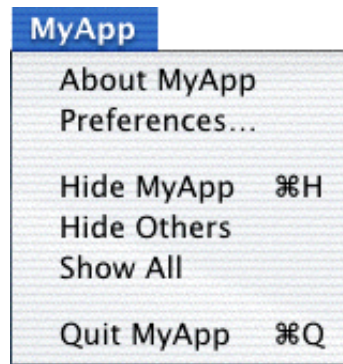 MyApp
About MyApp
Preferences...
Hide MyApp ⌘H
Hide Others
Show All
Quit MyApp ⌘Q